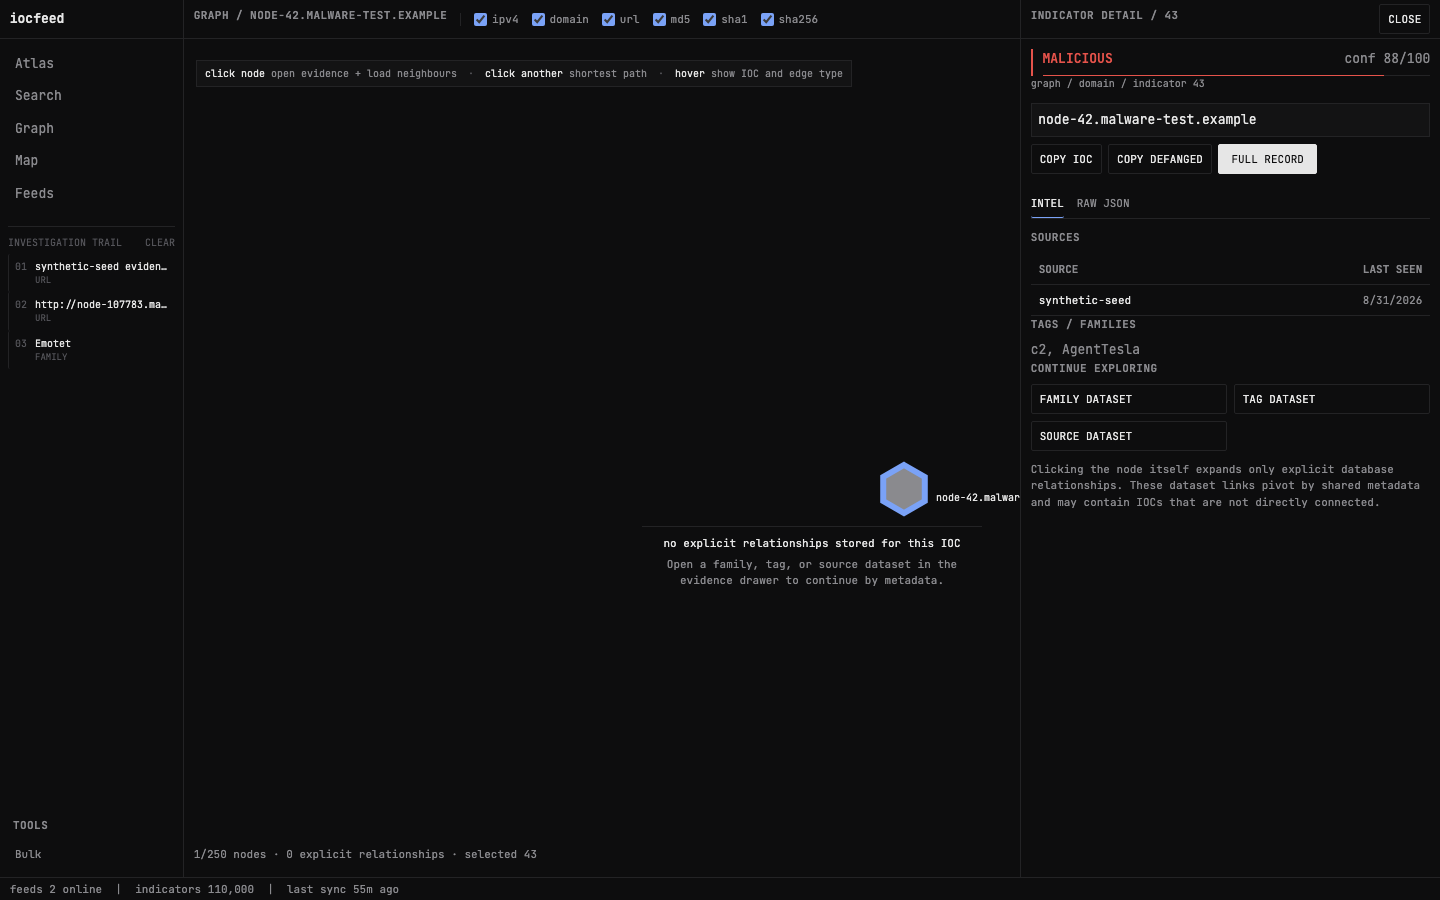 iocfeed
Atlas
Search
Graph
Map
Feeds
INVESTIGATION TRAIL CLEAR
01 synthetic-seed eviden…
URL
02 http://node-107783.ma…
URL
03 Emotet
FAMILY
TOOLS
Bulk
GRAPH / NODE-42.MALWARE-TEST.EXAMPLE ipv4 domain url md5 sha1 sha256
click node open evidence + load neighbours · click another shortest path · hover show IOC and edge type
node-42.malwar
no explicit relationships stored for this IOC
Open a family, tag, or source dataset in the
evidence drawer to continue by metadata.
1/250 nodes · 0 explicit relationships · selected 43
INDICATOR DETAIL / 43 CLOSE
MALICIOUS conf 88/100
graph / domain / indicator 43
node-42.malware-test.example
COPY IOC COPY DEFANGED FULL RECORD
INTEL RAW JSON
SOURCES
SOURCE LAST SEEN
synthetic-seed 8/31/2026
TAGS / FAMILIES
c2, AgentTesla
CONTINUE EXPLORING
FAMILY DATASET TAG DATASET
SOURCE DATASET
Clicking the node itself expands only explicit database
relationships. These dataset links pivot by shared metadata
and may contain IOCs that are not directly connected.
feeds 2 online | indicators 110,000 | last sync 55m ago